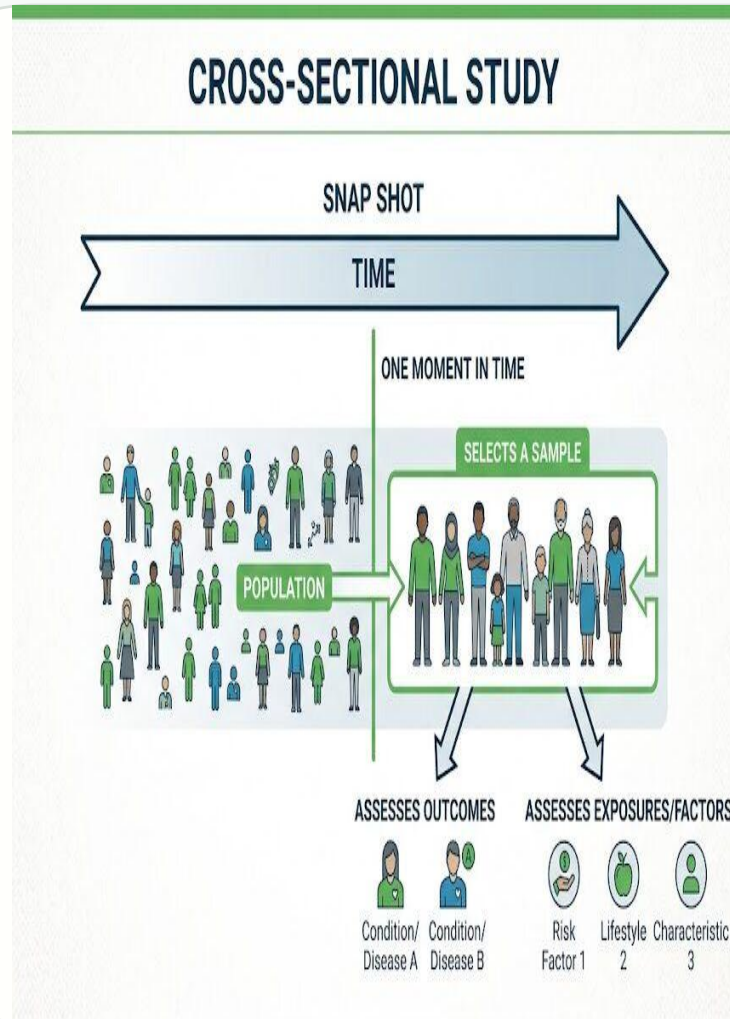 CROSS-SECTIONAL STUDY
SNAP SHOT
TIME
ONE MOMENT IN TIME
SELECTS A SAMPLE
POPULATION
ASSESSES OUTCOMES
ASSESSES EXPOSURES/FACTORS
A
$
Condition/
Disease A
Condition/
Disease B
Risk
Factor 1
Lifestyle
2
Characteristic
3